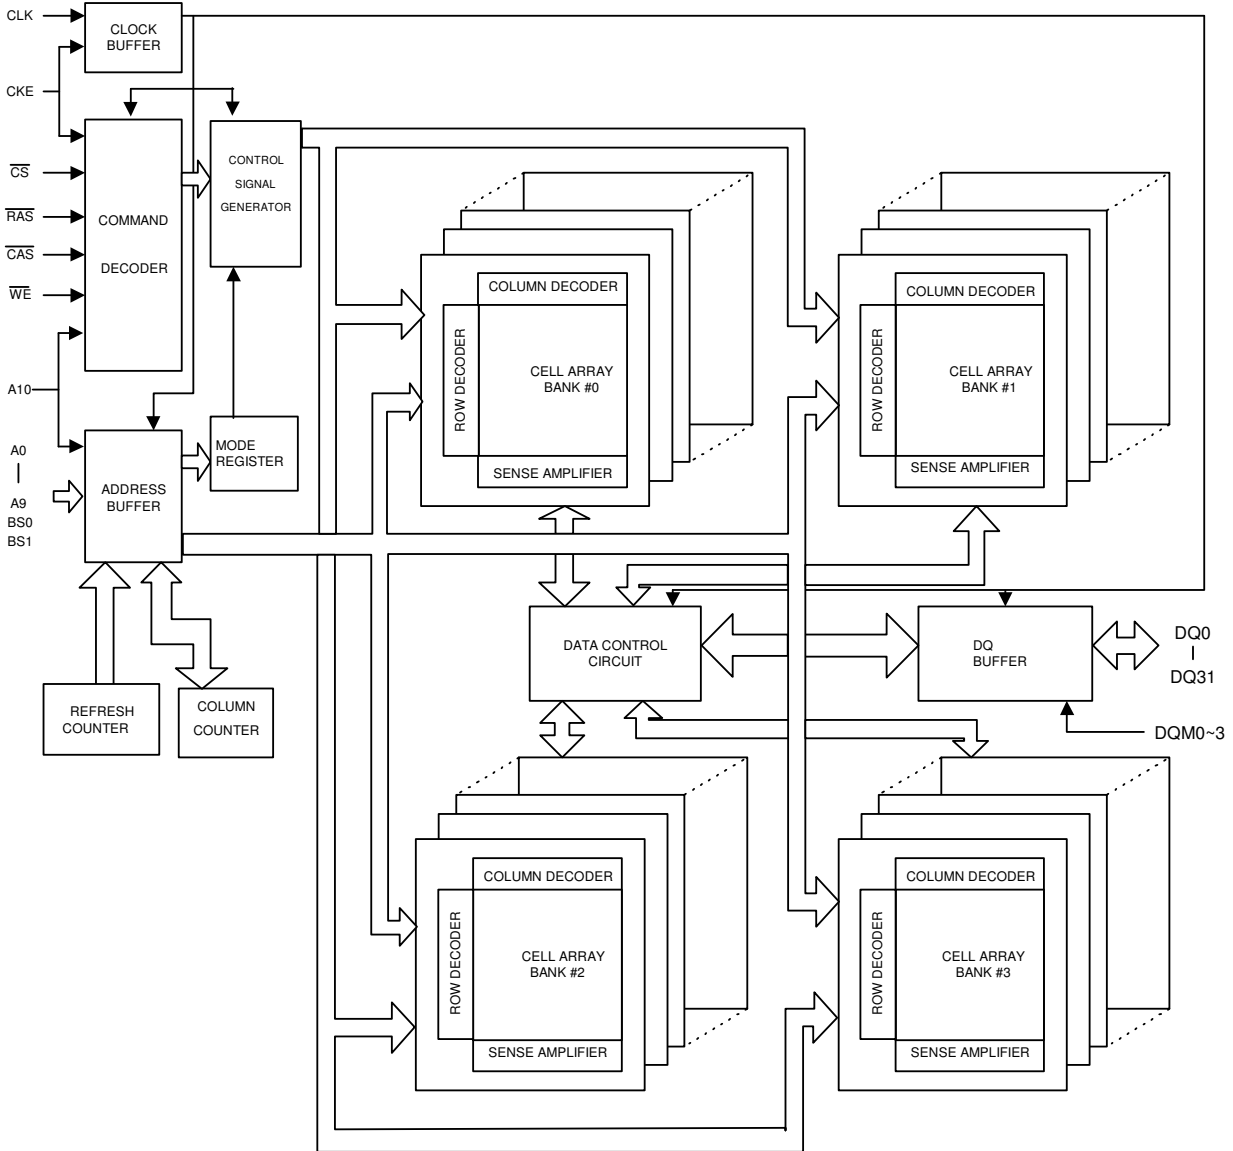 CLK
CLOCK
BUFFER
CKE
CS
RAS
CAS
WE
A10
COMMAND
DECODER
CONTROL
SIGNAL
GENERATOR
MODE
REGISTER
A0
A9
BS0
BS1
ADDRESS
BUFFER
REFRESH
COUNTER
COLUMN
COUNTER
COLUMN DECODER
ROW DECODER
CELL ARRAY
BANK #0
SENSE AMPLIFIER
COLUMN DECODER
ROW DECODER
CELL ARRAY
BANK #1
SENSE AMPLIFIER
DATA CONTROL
CIRCUIT
DQ
BUFFER
DQ0
DQ31
DQM0~3
COLUMN DECODER
ROW DECODER
CELL ARRAY
BANK #2
SENSE AMPLIFIER
COLUMN DECODER
ROW DECODER
CELL ARRAY
BANK #3
SENSE AMPLIFIER